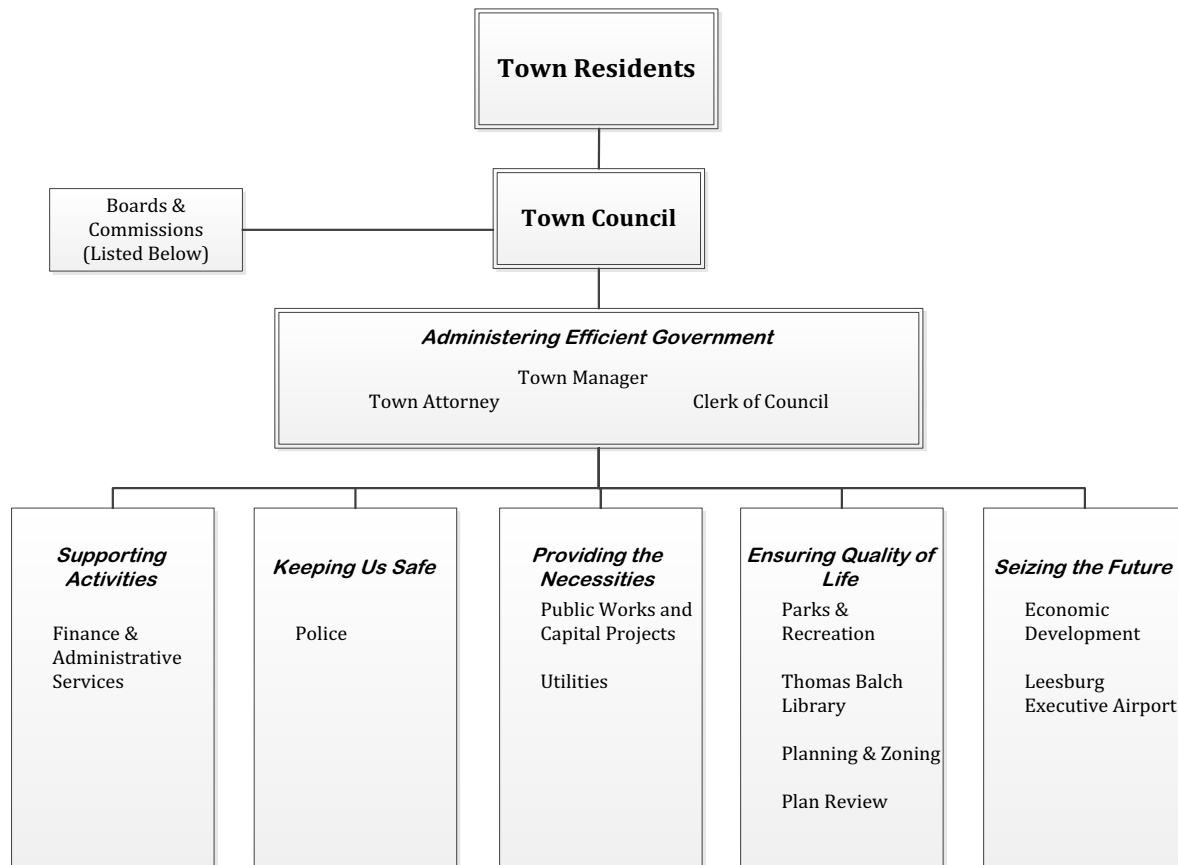 Town Residents
Boards &
Commissions
(Listed Below)
Town Council
Administering Efficient Government
Town Manager
Town Attorney
Clerk of Council
Supporting
Activities
Finance &
Administrative
Services
Keeping Us Safe
Police
Providing the
Necessities
Public Works and
Capital Projects
Utilities
Ensuring Quality of
Life
Parks &
Recreation
Thomas Balch
Library
Planning & Zoning
Plan Review
Seizing the Future
Economic
Development
Leesburg
Executive Airport